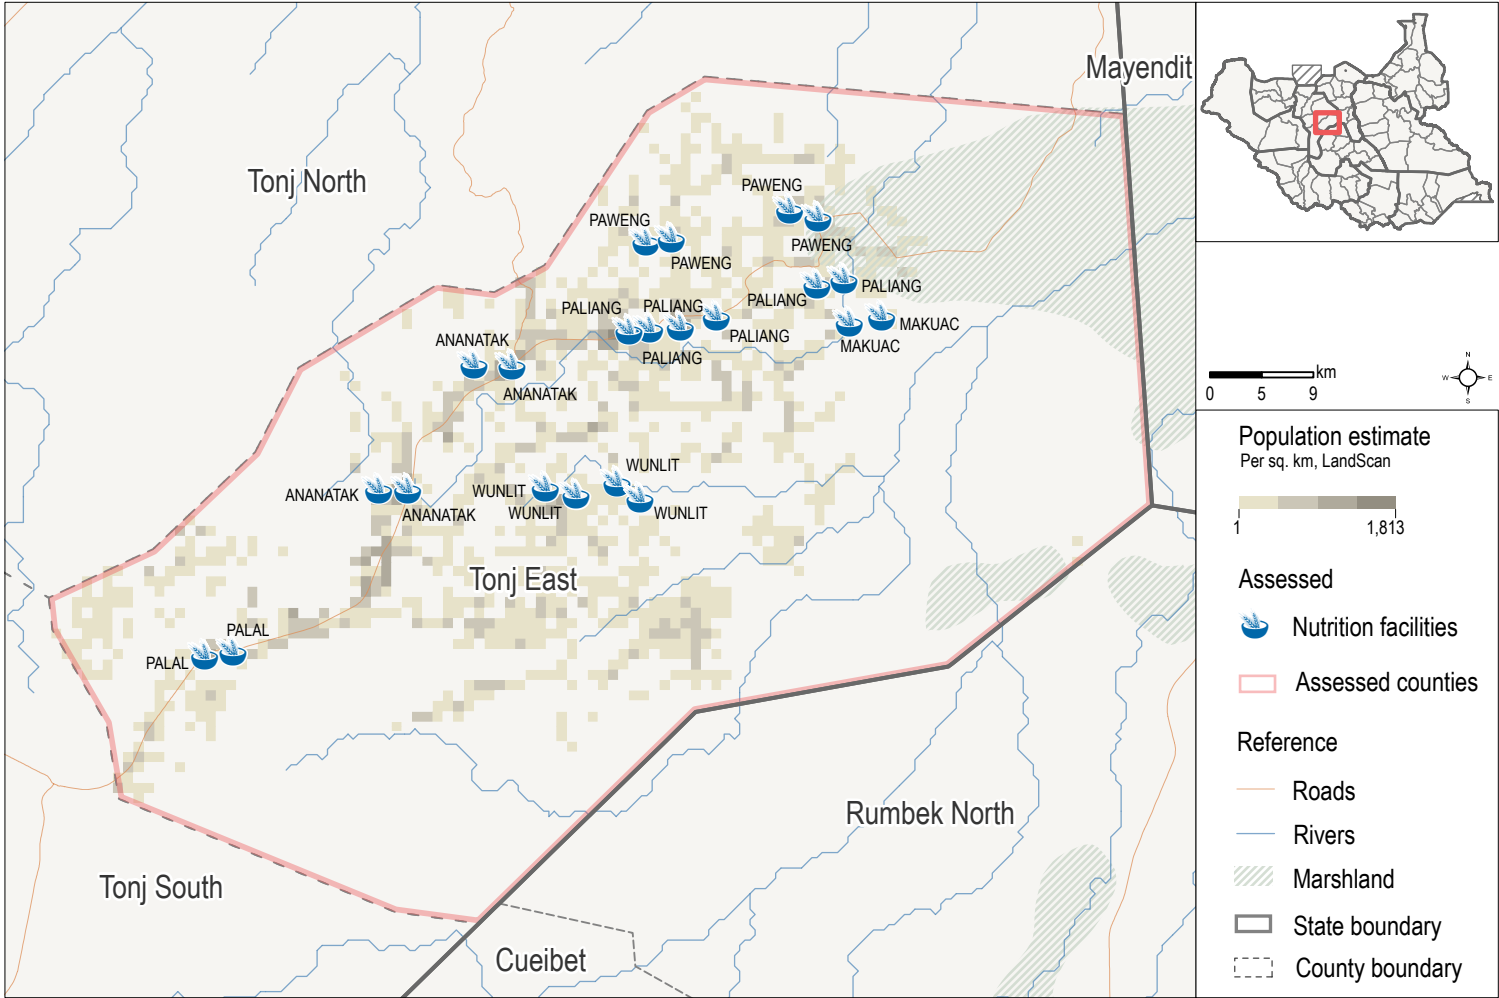 Mayendit
Tonj North
PAWENG
PAWENG
PAWENG
PAWENG
PALIANG
PALIANG
PALIANG
PALIANG
PALIANG
PALIANG
MAKUAC
MAKUAC
ANANATAK
ANANATAK
WUNLIT
WUNLIT
WUNLIT
WUNLIT
ANANATAK
ANANATAK
Tonj East
PALAL
PALAL
Rumbek North
Tonj South
Cueibet
km
0 5 9
N
W E
S
Population estimate
Per sq. km, LandScan
1 1,813
Assessed
Nutrition facilities
Assessed counties
Reference
Roads
Rivers
Marshland
State boundary
County boundary